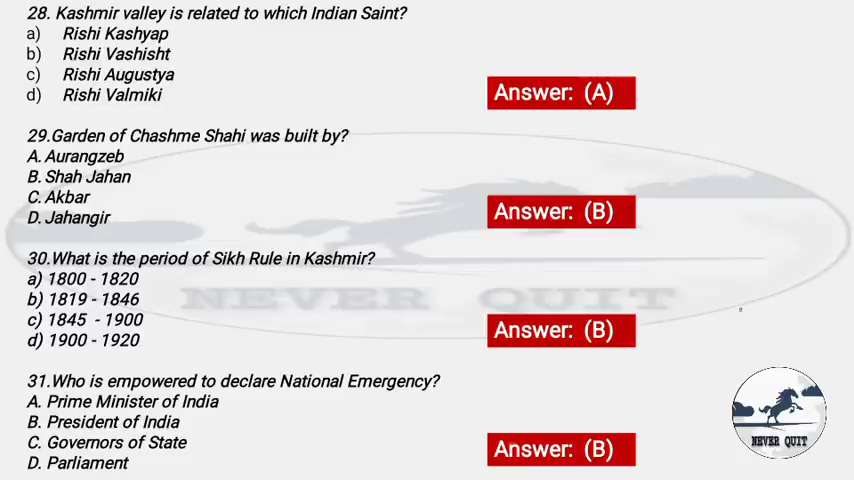 28. Kashmir valley is related to which Indian Saint?
a) Rishi Kashyap
b) Rishi Vashisht
c) Rishi Augustya
d) Rishi Valmiki
Answer: (A)
29.Garden of Chashme Shahi was built by?
A. Aurangzeb
B. Shah Jahan
C. Akbar
D. Jahangir
Answer: (B)
30.What is the period of Sikh Rule in Kashmir?
a) 1800 - 1820
b) 1819 - 1846
c) 1845 - 1900
d) 1900 - 1920
Answer: (B)
NEVER QUIT
31.Who is empowered to declare National Emergency?
A. Prime Minister of India
B. President of India
C. Governors of State
D. Parliament
Answer: (B)
NEVER QUIT